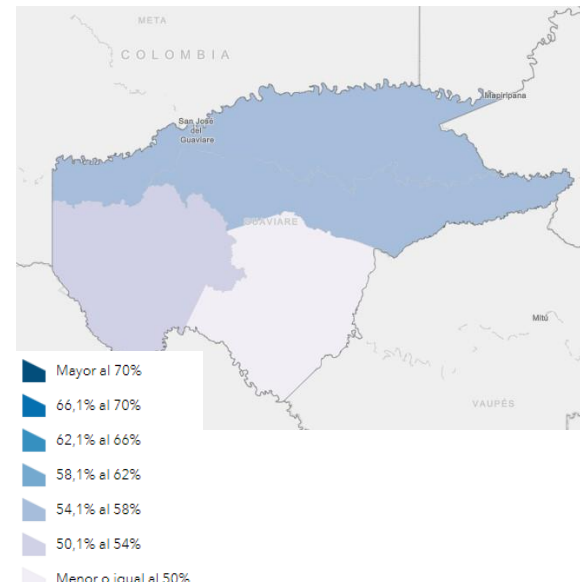 META
COLOMBIA
Mapiripana
San José
del
Guaviare
GUAVIARE
Mitú
VAUPÉS
Mayor al 70%
66,1% al 70%
62,1% al 66%
58,1% al 62%
54,1% al 58%
50,1% al 54%
Menor o igual al 50%